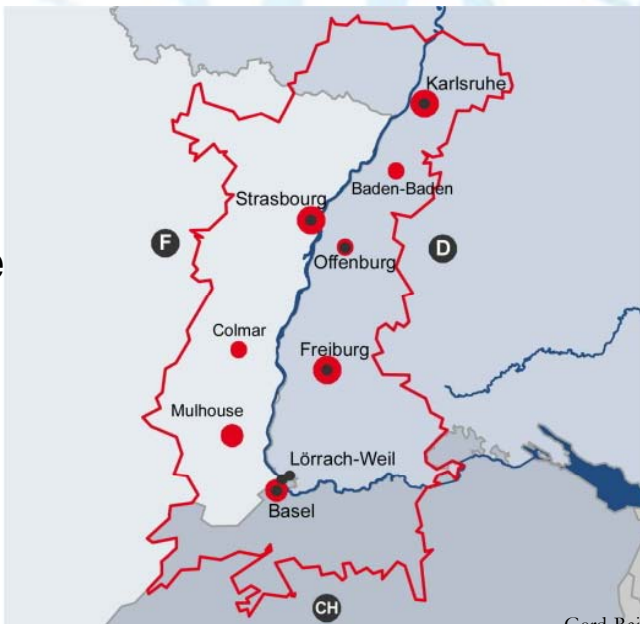 Karlsruhe
Baden-Baden
Strasbourg
F
D
Offenburg
Colmar
Freiburg
Mulhouse
Lörrach-Weil
Basel
CH